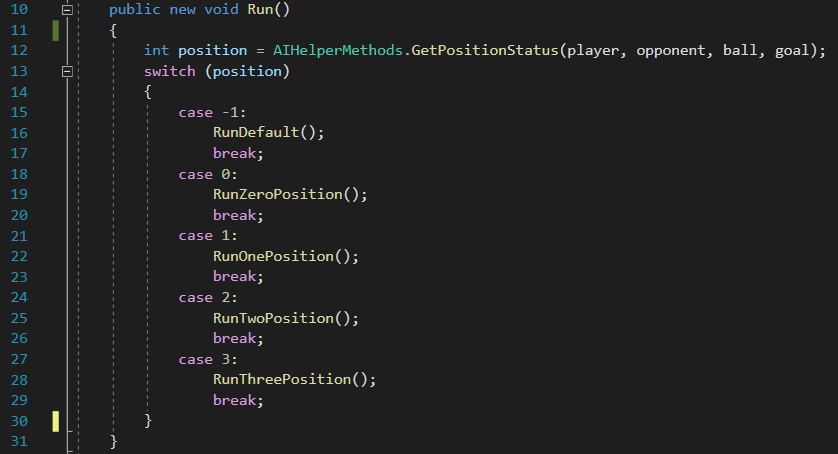 10 public new void Run()
11 {
12 int position = AIHelperMethods.GetPositionStatus(player, opponent, ball, goal);
13 switch (position)
14 {
15 case -1:
16 RunDefault();
17 break;
18 case 0:
19 RunZeroPosition();
20 break;
21 case 1:
22 RunOnePosition();
23 break;
24 case 2:
25 RunTwoPosition();
26 break;
27 case 3:
28 RunThreePosition();
29 break;
30 }
31 }